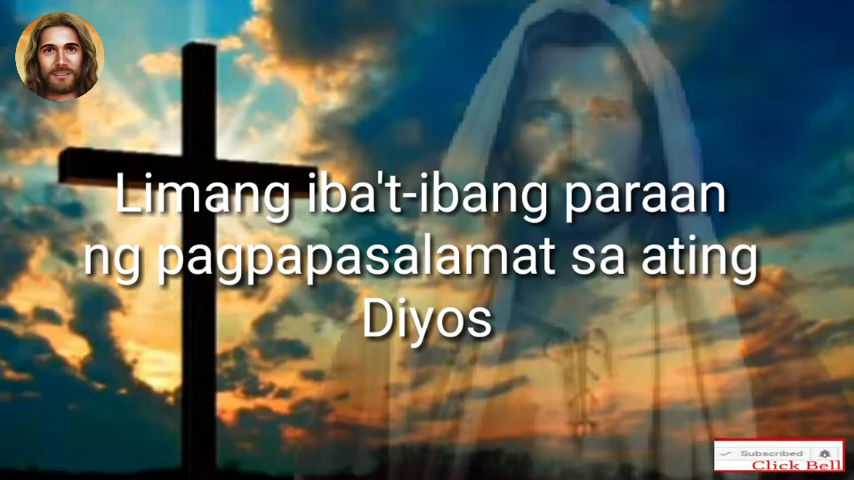 Limang iba't-ibang paraan
ng pagpapasalamat sa ating
Diyos
Subscribed
Click Bell